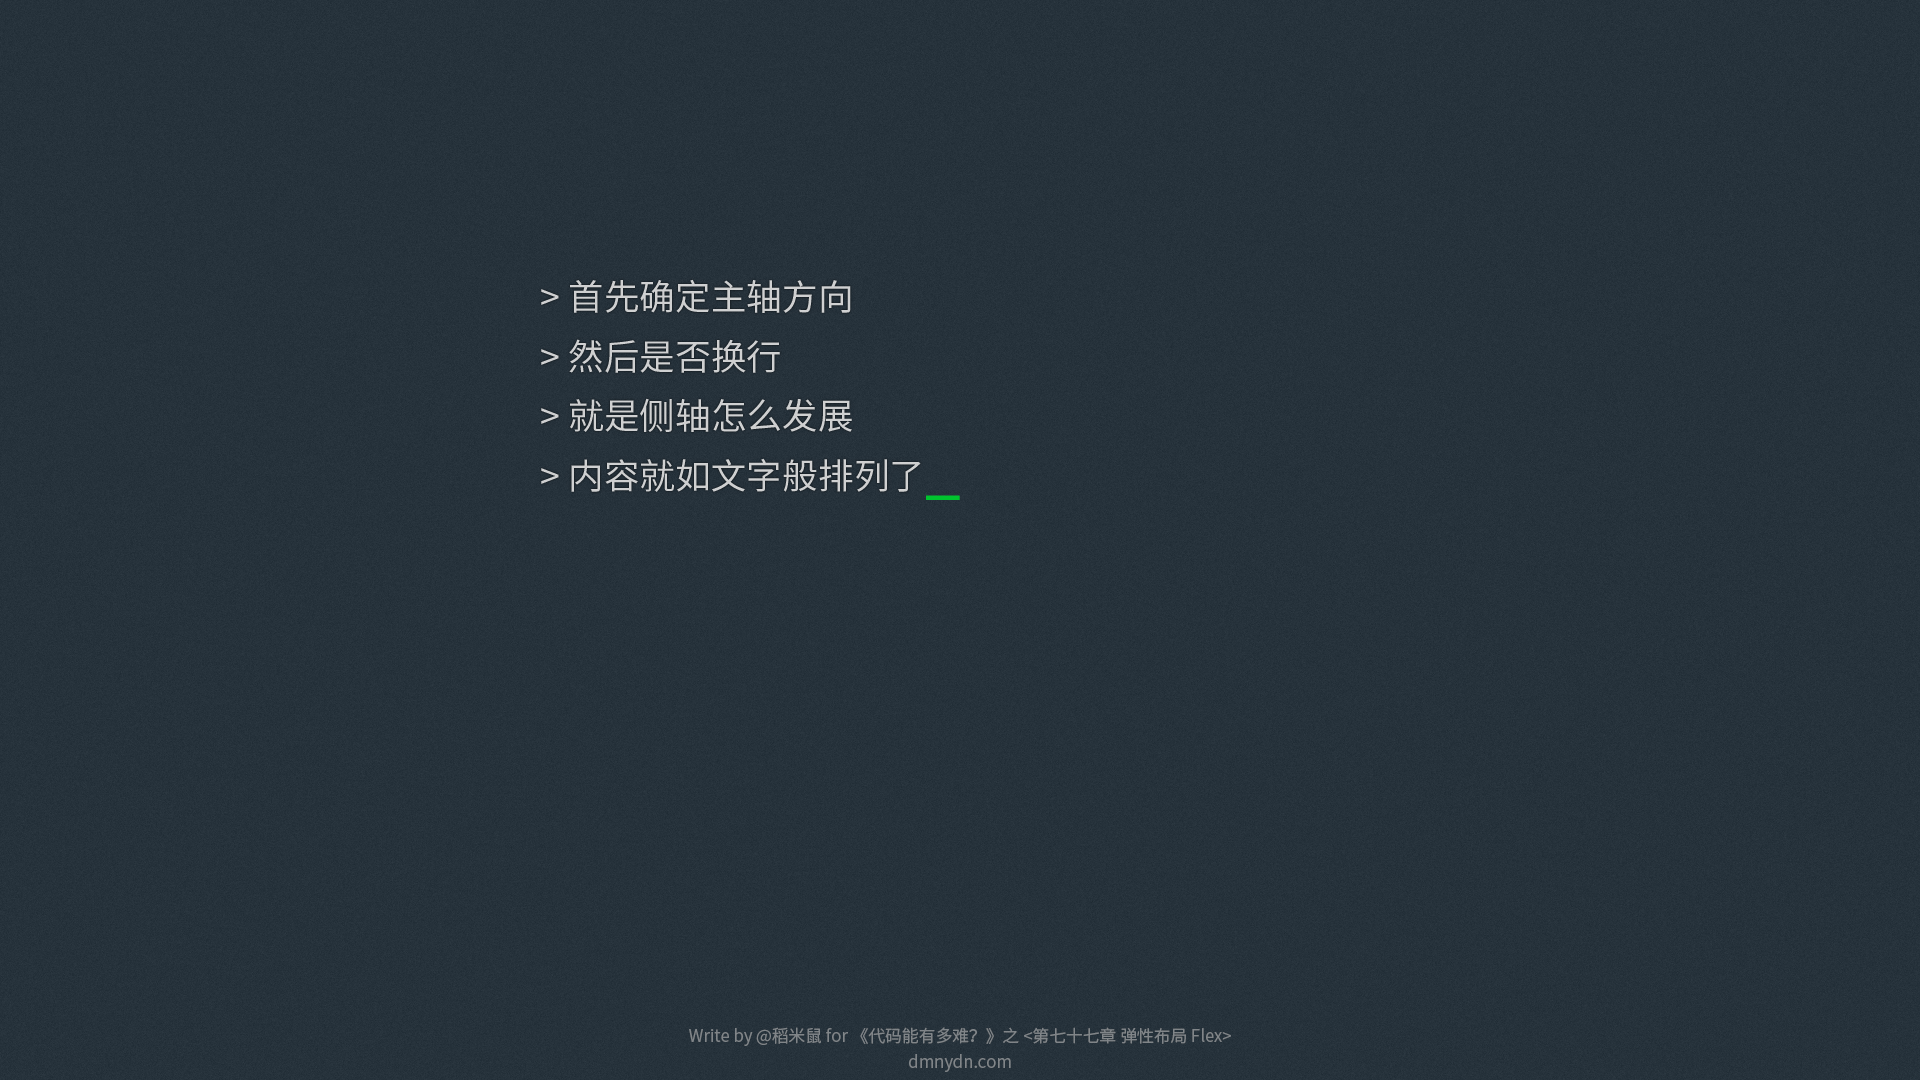 > 首先确定主轴方向
> 然后是否换行
> 就是侧轴怎么发展
> 内容就如文字般排列了_
Write by @稻米鼠 for 《代码能有多难？》之 <第七十七章 弹性布局 Flex>
dmnydn.com